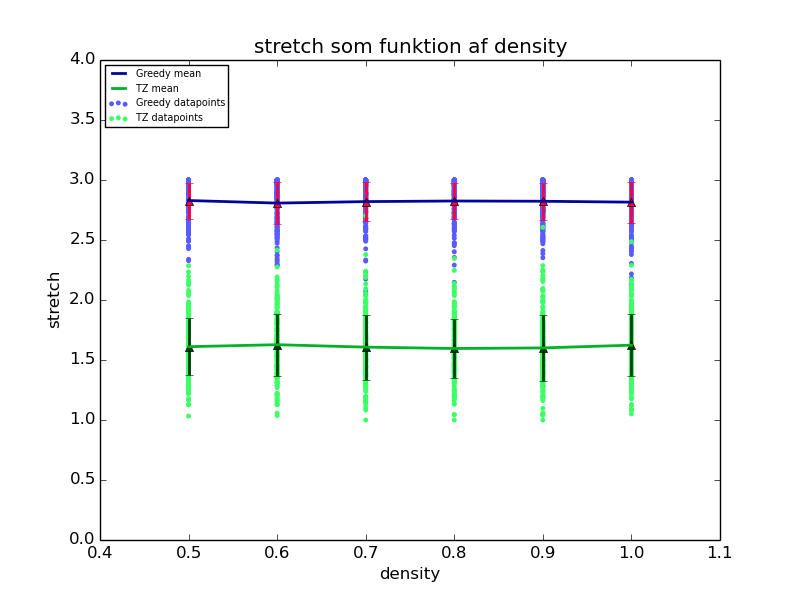 stretch som funktion af density
4.0
3.5
3.0
2.5
2.0
1.5
1.0
0.5
0.0
stretch
Greedy mean
TZ mean
Greedy datapoints
TZ datapoints
0.4 0.5 0.6 0.7 0.8 0.9 1.0 1.1
density